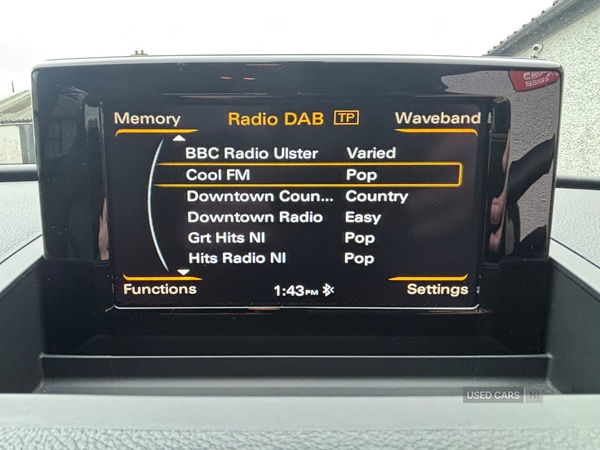 Memory Radio DAB TP Waveband
BBC Radio Ulster Varied
Cool FM Pop
Downtown Coun... Country
Downtown Radio Easy
Grt Hits NI Pop
Hits Radio NI Pop
Functions 1:43PM Settings
USED CARS NI